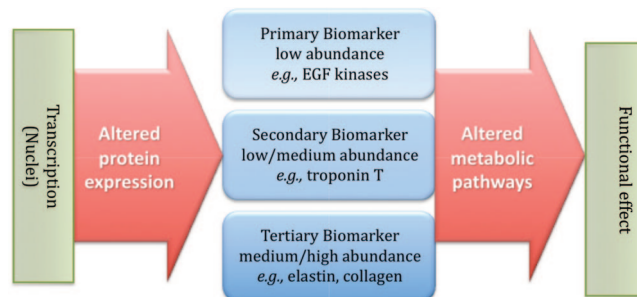 Transcription
(Nuclei)
Altered
protein
expression
Primary Biomarker
low abundance
e.g., EGF kinases
Secondary Biomarker
low/medium abundance
e.g., troponin T
Tertiary Biomarker
medium/high abundance
e.g., elastin, collagen
Altered
metabolic
pathways
Functional effect